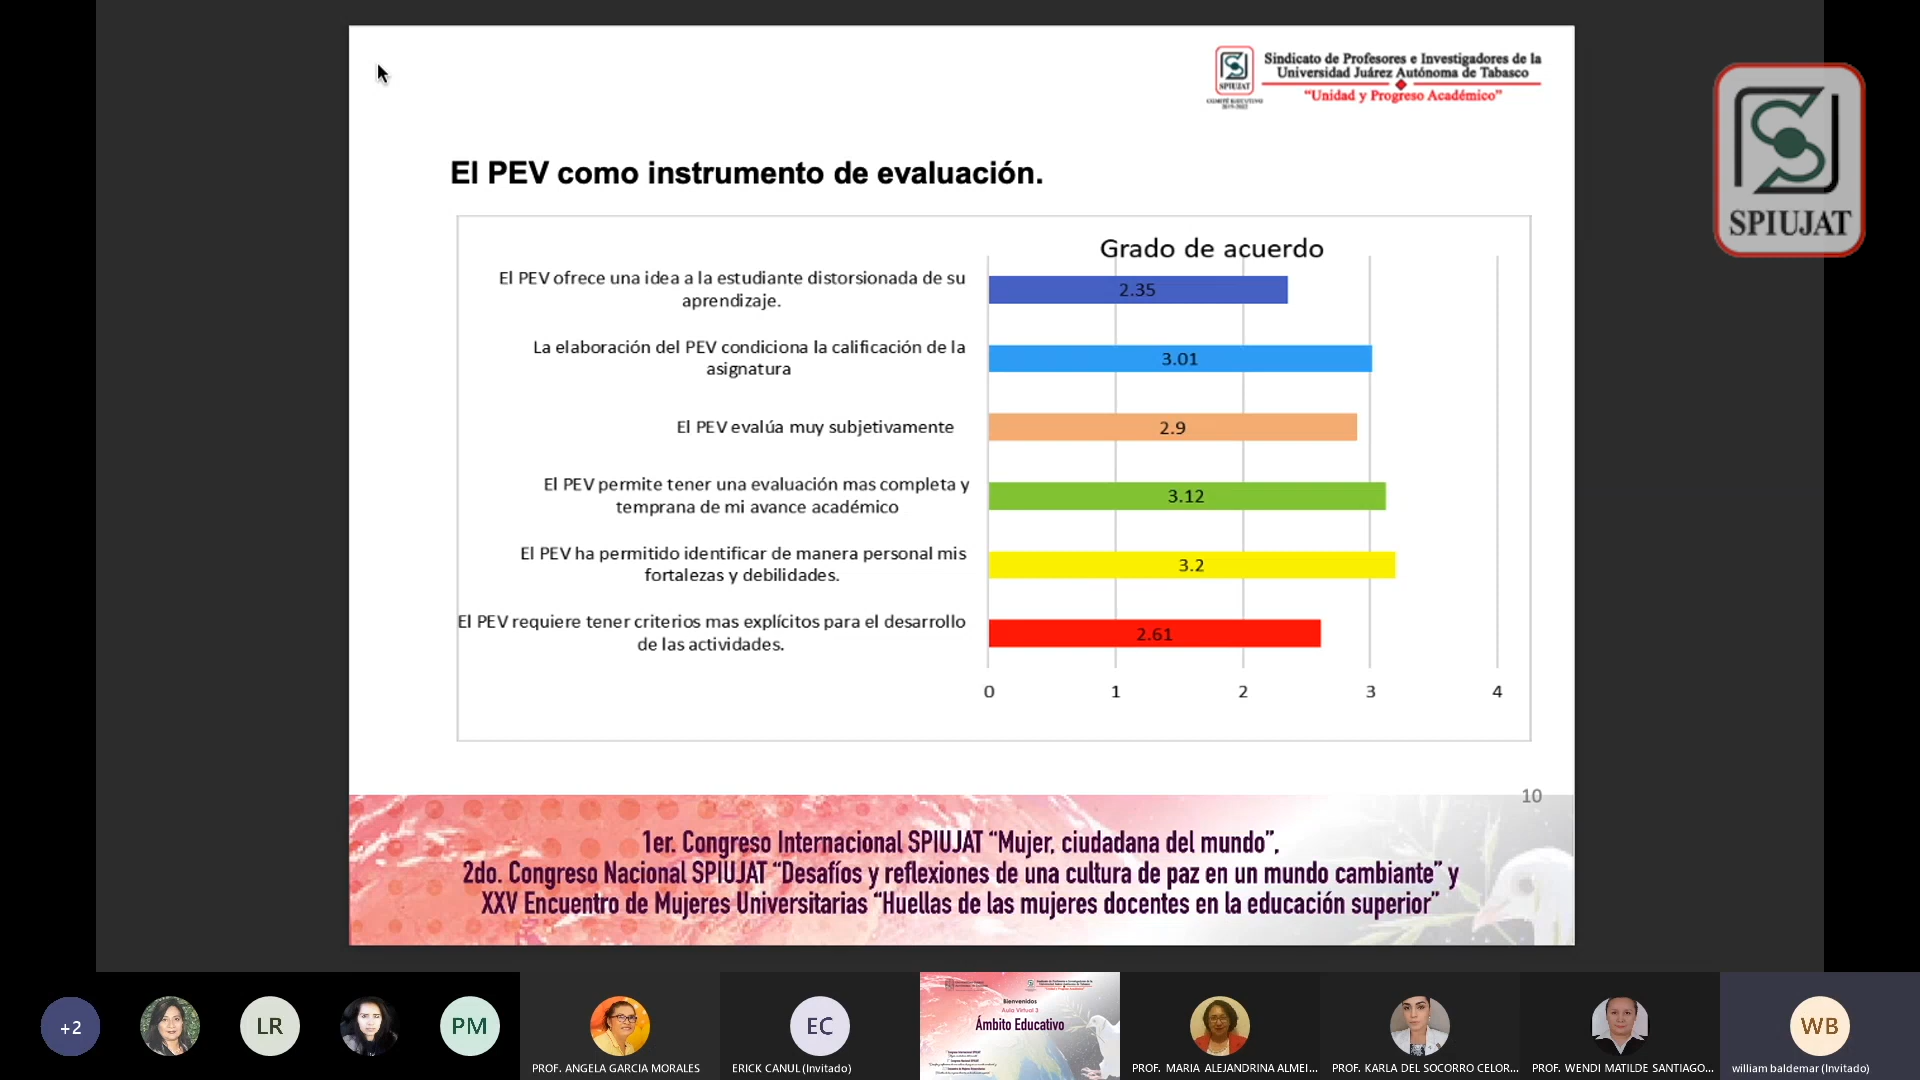 Sindicato de Profesores e Investigadores de la
Universidad Juárez Autónoma de Tabasco
“Unidad y Progreso Académico”
SPIUJAT
COMITÉ EJECUTIVO
2019-2022
SPIUJAT
El PEV como instrumento de evaluación.
Grado de acuerdo
El PEV ofrece una idea a la estudiante distorsionada de su
aprendizaje.
2.35
La elaboración del PEV condiciona la calificación de la
asignatura
3.01
El PEV evalúa muy subjetivamente
2.9
El PEV permite tener una evaluación mas completa y
temprana de mi avance académico
3.12
El PEV ha permitido identificar de manera personal mis
fortalezas y debilidades.
3.2
El PEV requiere tener criterios mas explícitos para el desarrollo
de las actividades.
2.61
0 1 2 3 4
10
1er. Congreso Internacional SPIUJAT “Mujer, ciudadana del mundo”,
2do. Congreso Nacional SPIUJAT “Desafíos y reflexiones de una cultura de paz en un mundo cambiante” y
XXV Encuentro de Mujeres Universitarias “Huellas de las mujeres docentes en la educación superior”
+2
LR
PM
PROF. ANGELA GARCIA MORALES
EC
ERICK CANUL (Invitado)
Bienvenidos
Aula Virtual 3
Ámbito Educativo
PROF. MARIA ALEJANDRINA ALMEI...
PROF. KARLA DEL SOCORRO CELOR...
PROF. WENDI MATILDE SANTIAGO...
WB
william baldemar (Invitado)